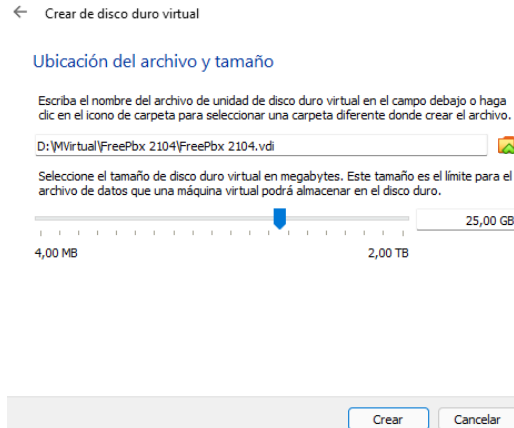 Crear de disco duro virtual
Ubicación del archivo y tamaño
Escriba el nombre del archivo de unidad de disco duro virtual en el campo debajo o haga
clic en el icono de carpeta para seleccionar una carpeta diferente donde crear el archivo.
D:\MVirtual\FreePbx 2104\FreePbx 2104.vdi
Seleccione el tamaño de disco duro virtual en megabytes. Este tamaño es el límite para el
archivo de datos que una máquina virtual podrá almacenar en el disco duro.
25,00 GB
4,00 MB 2,00 TB
Crear Cancelar